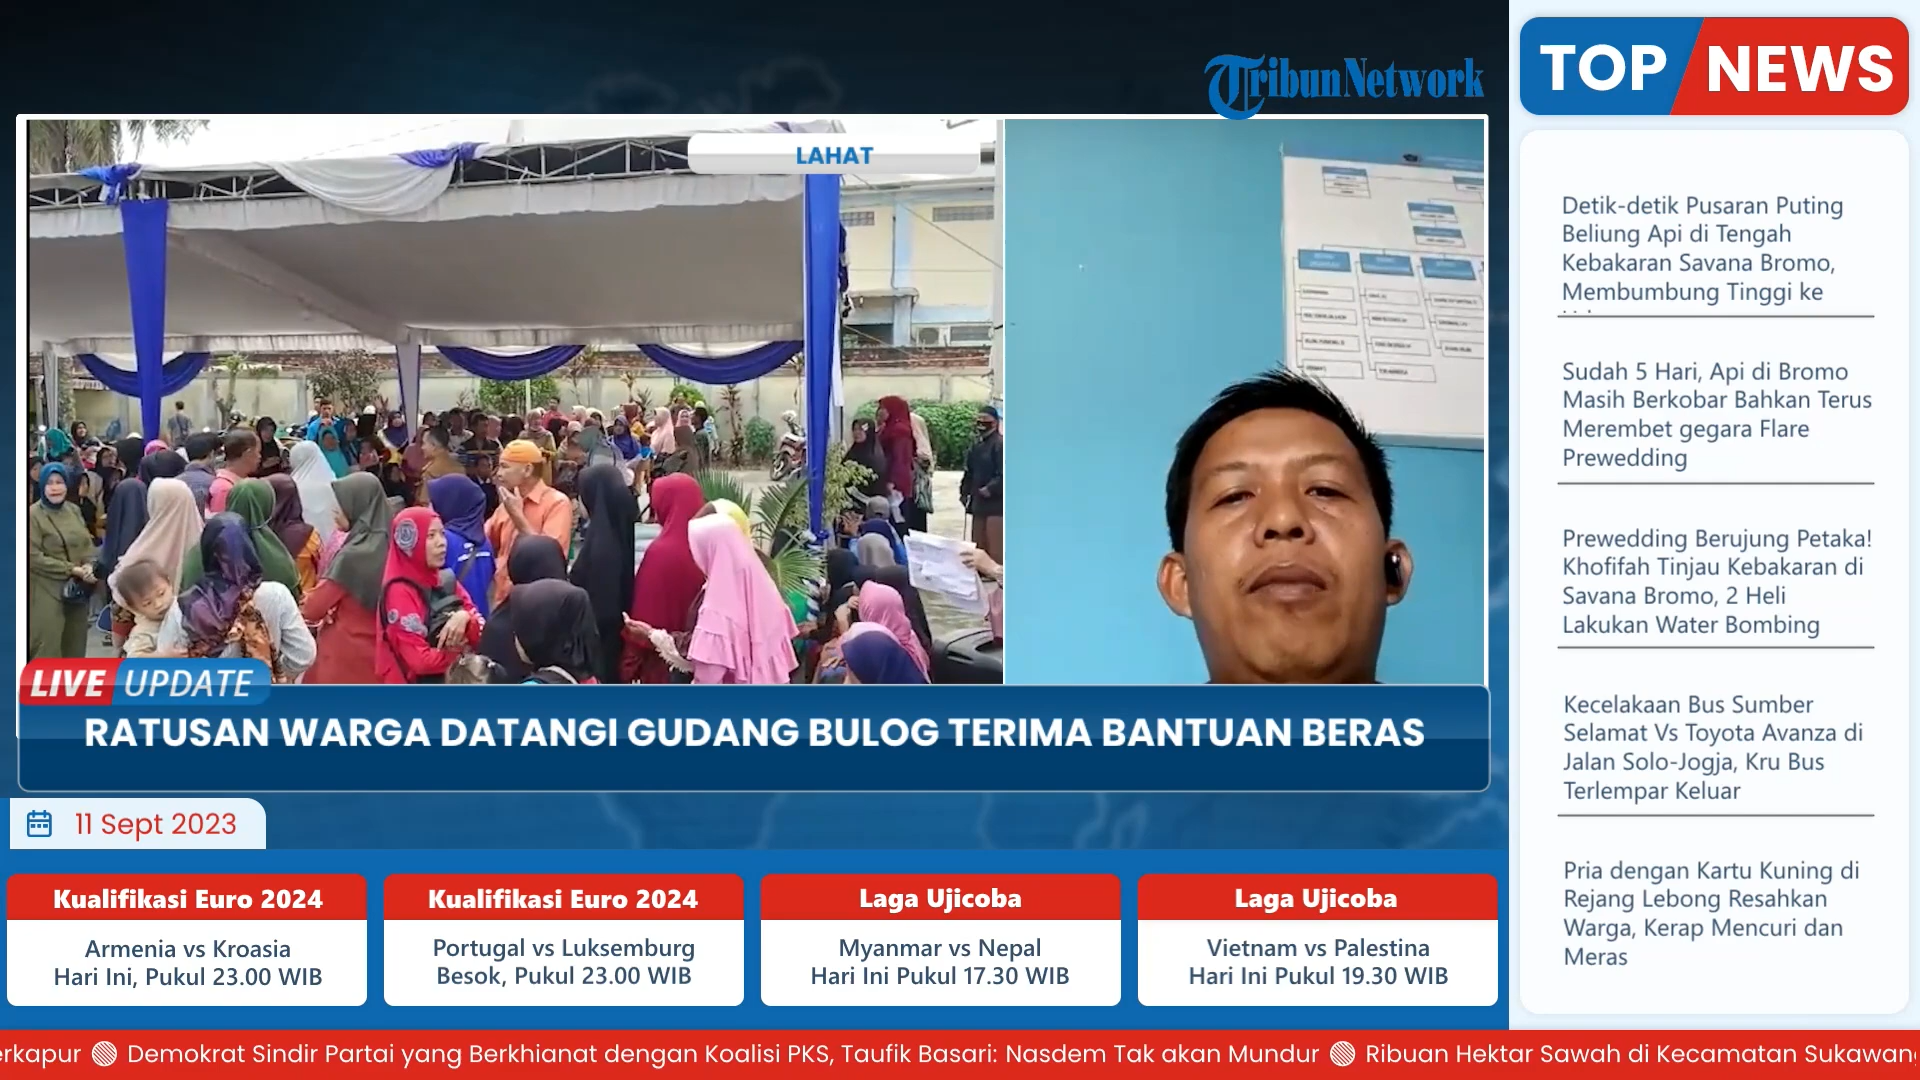 TribunNetwork
TOP NEWS
LAHAT
LIVE UPDATE
RATUSAN WARGA DATANGI GUDANG BULOG TERIMA BANTUAN BERAS
11 Sept 2023
Kualifikasi Euro 2024
Armenia vs Kroasia
Hari Ini, Pukul 23.00 WIB
Kualifikasi Euro 2024
Portugal vs Luksemburg
Besok, Pukul 23.00 WIB
Laga Ujicoba
Myanmar vs Nepal
Hari Ini Pukul 17.30 WIB
Laga Ujicoba
Vietnam vs Palestina
Hari Ini Pukul 19.30 WIB
Detik-detik Pusaran Puting
Beliung Api di Tengah
Kebakaran Savana Bromo,
Membumbung Tinggi ke
Sudah 5 Hari, Api di Bromo
Masih Berkobar Bahkan Terus
Merembet gegara Flare
Prewedding
Prewedding Berujung Petaka!
Khofifah Tinjau Kebakaran di
Savana Bromo, 2 Heli
Lakukan Water Bombing
Kecelakaan Bus Sumber
Selamat Vs Toyota Avanza di
Jalan Solo-Jogja, Kru Bus
Terlempar Keluar
Pria dengan Kartu Kuning di
Rejang Lebong Resahkan
Warga, Kerap Mencuri dan
Meras
erkapur Demokrat Sindir Partai yang Berkhianat dengan Koalisi PKS, Taufik Basari: Nasdem Tak akan Mundur Ribuan Hektar Sawah di Kecamatan Sukawang